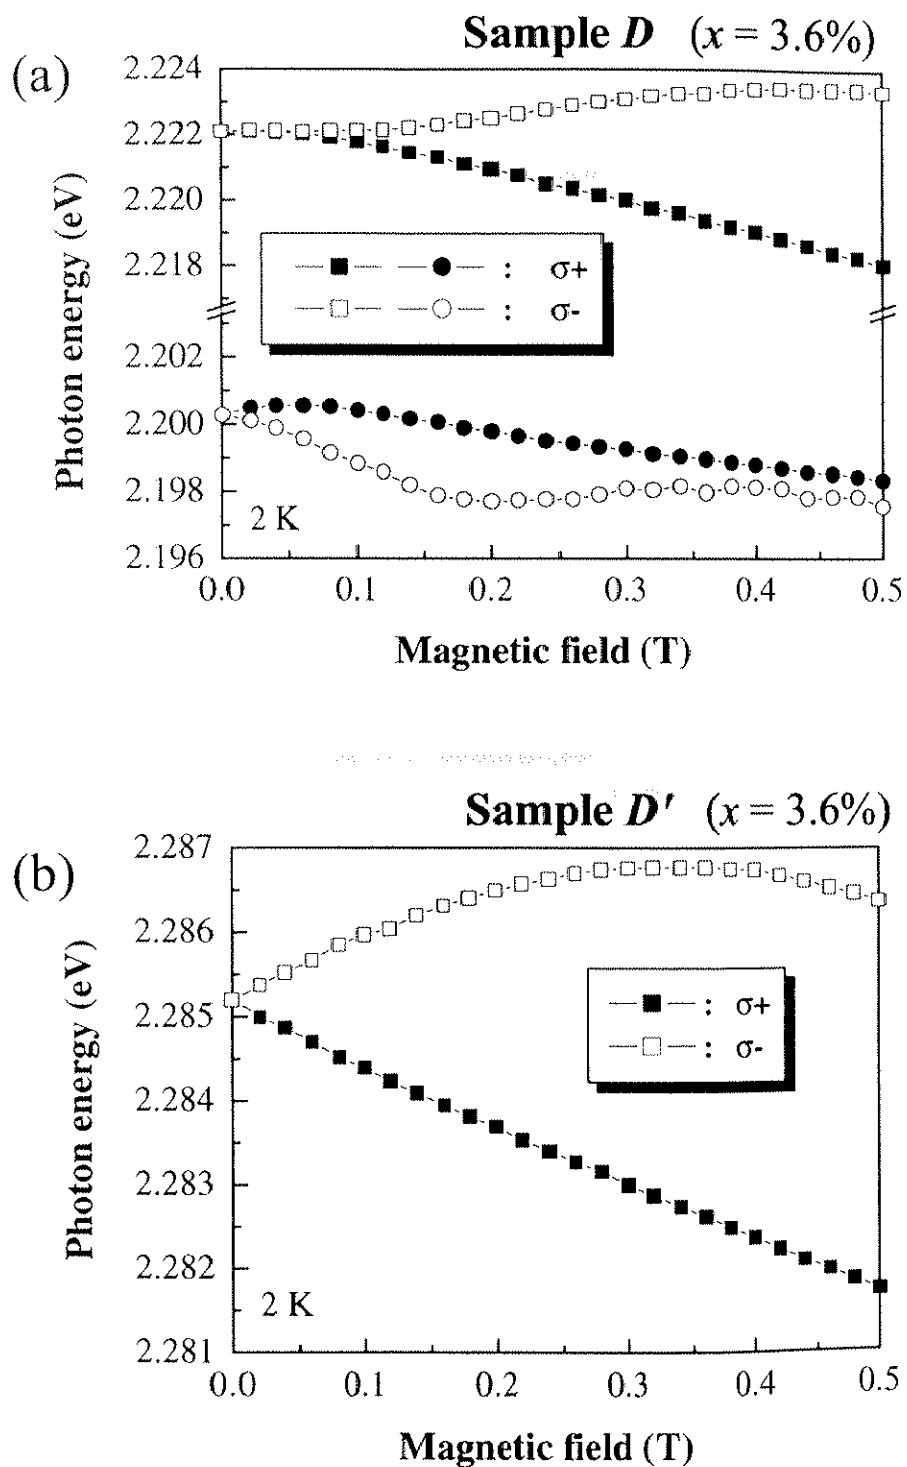 Sample D (x = 3.6%)
(a)
2.224
2.222
2.220
2.218
2.202
2.200
2.198
2.196
Photon energy (eV)
: σ+
: σ-
2 K
0.0 0.1 0.2 0.3 0.4 0.5
Magnetic field (T)
Sample D′ (x = 3.6%)
(b)
2.287
2.286
2.285
2.284
2.283
2.282
2.281
Photon energy (eV)
: σ+
: σ-
2 K
0.0 0.1 0.2 0.3 0.4 0.5
Magnetic field (T)